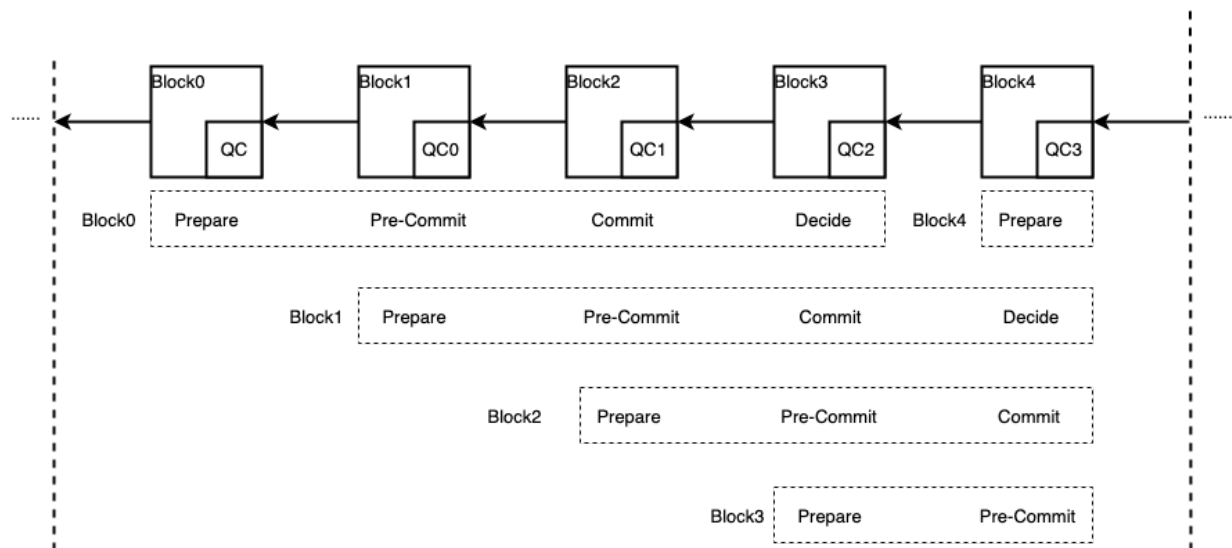 Block0 Block1 Block2 Block3 Block4
...... ......
QC QC0 QC1 QC2 QC3
Block0 Prepare Pre-Commit Commit Decide Block4 Prepare
Block1 Prepare Pre-Commit Commit Decide
Block2 Prepare Pre-Commit Commit
Block3 Prepare Pre-Commit